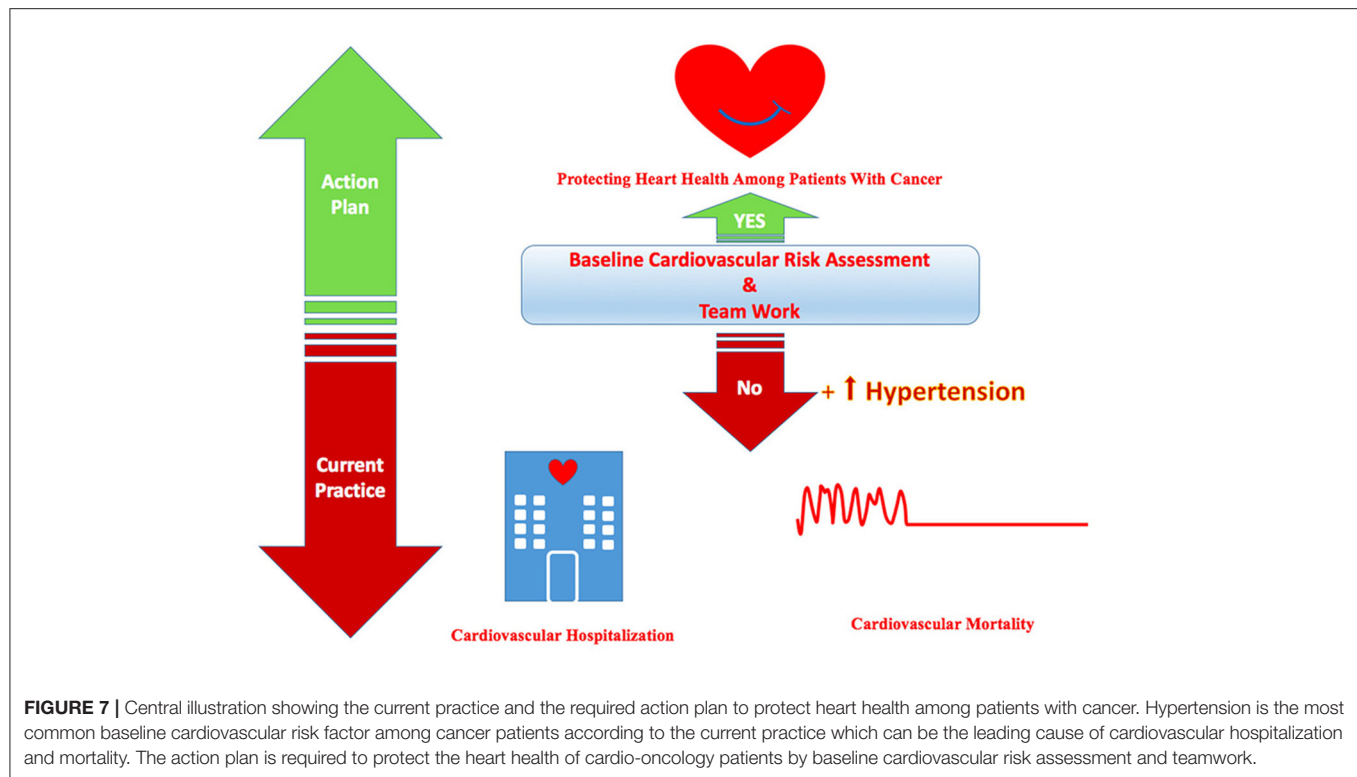 Protecting Heart Health Among Patients With Cancer
Action
Plan
YES
Baseline Cardiovascular Risk Assessment
&
Team Work
No
+ ↑ Hypertension
Current
Practice
Cardiovascular Hospitalization
Cardiovascular Mortality
FIGURE 7 | Central illustration showing the current practice and the required action plan to protect heart health among patients with cancer. Hypertension is the most
common baseline cardiovascular risk factor among cancer patients according to the current practice which can be the leading cause of cardiovascular hospitalization
and mortality. The action plan is required to protect the heart health of cardio-oncology patients by baseline cardiovascular risk assessment and teamwork.